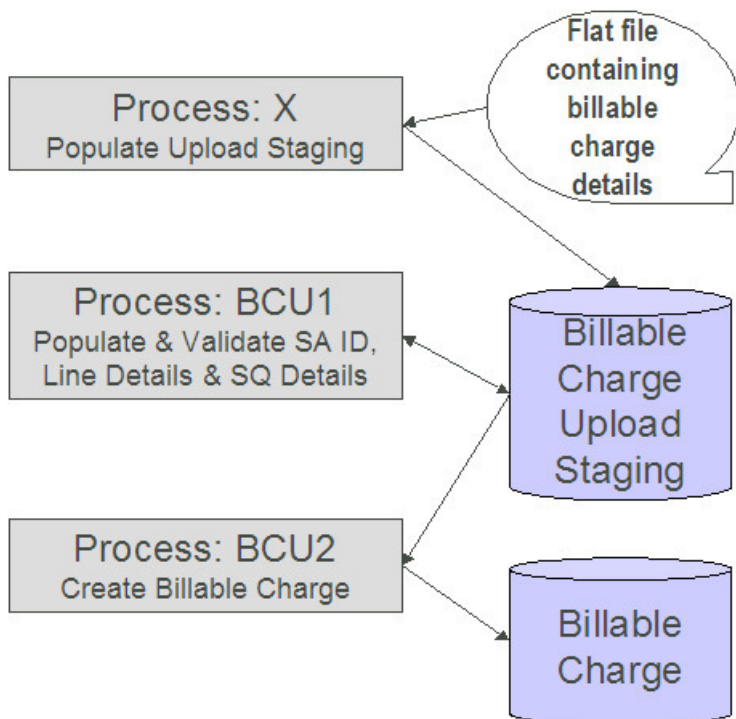 Flat file
containing
billable
charge
details
Process: X
Populate Upload Staging
Process: BCU1
Populate & Validate SA ID,
Line Details & SQ Details
Billable
Charge
Upload
Staging
Process: BCU2
Create Billable Charge
Billable
Charge